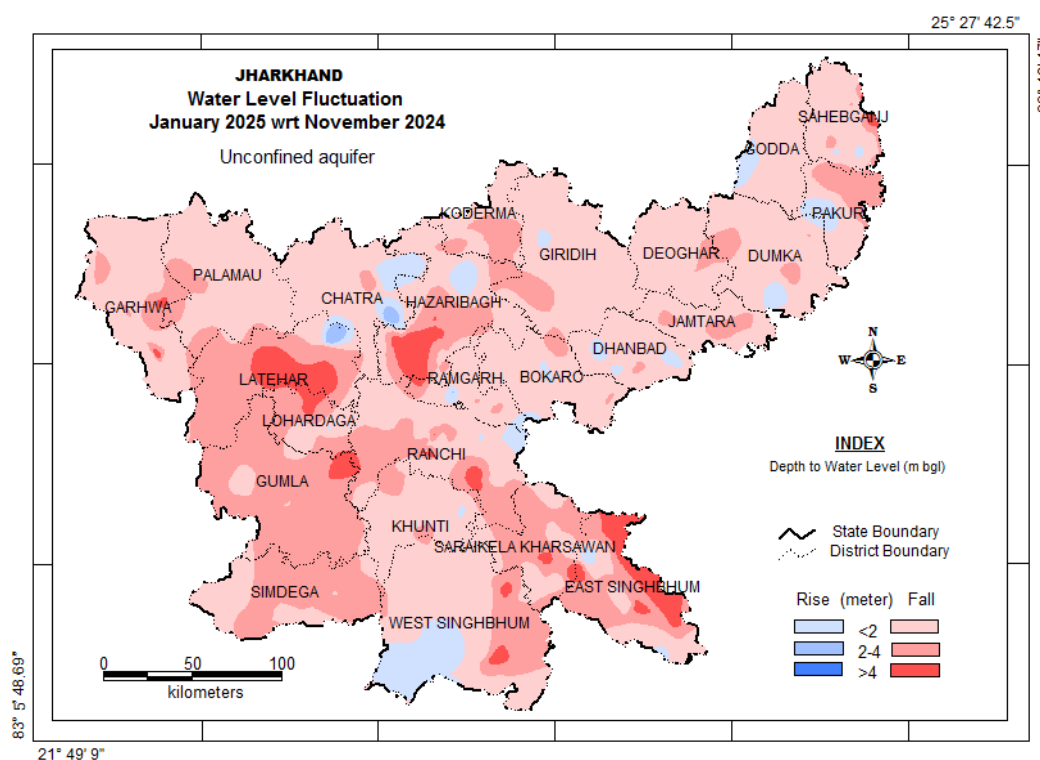 25° 27' 42.5"
JHARKHAND
Water Level Fluctuation
January 2025 wrt November 2024
Unconfined aquifer
SAHEBGANJ
GODDA
KODERMA
PAKUR
GIRIDIH
DEOGHAR
DUMKA
PALAMAU
CHATRA
HAZARIBAGH
GARHWA
JAMTARA
DHANBAD
N
W E
S
LATEHAR
RAMGARH
BOKARO
LOHARDAGA
INDEX
RANCHI
Depth to Water Level (m bgl)
GUMLA
KHUNTI
State Boundary
SARAIKELA KHARSAWAN
District Boundary
SIMDEGA
EAST SINGHBHUM
Rise (meter) Fall
WEST SINGHBHUM
<2
2-4
>4
0 50 100
kilometers
83° 5' 48.69"
21° 49' 9"